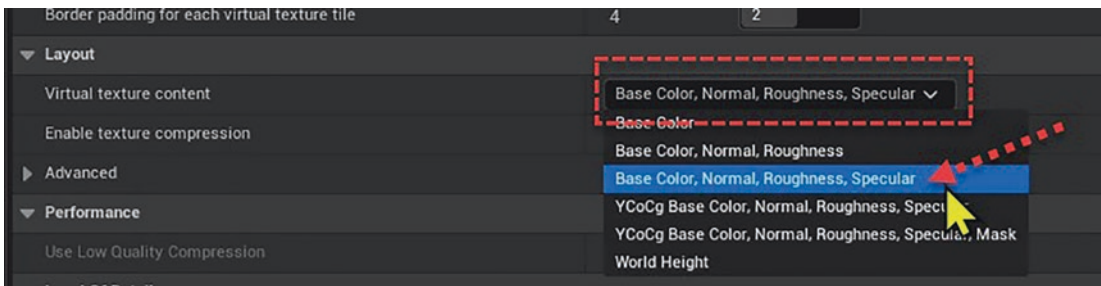 Border padding for each virtual texture tile 4 2
Layout
Virtual texture content Base Color, Normal, Roughness, Specular
Base Color
Enable texture compression
Base Color, Normal, Roughness
Advanced Base Color, Normal, Roughness, Specular
Performance YCoCg Base Color, Normal, Roughness, Specular
YCoCg Base Color, Normal, Roughness, Specular, Mask
Use Low Quality Compression
World Height